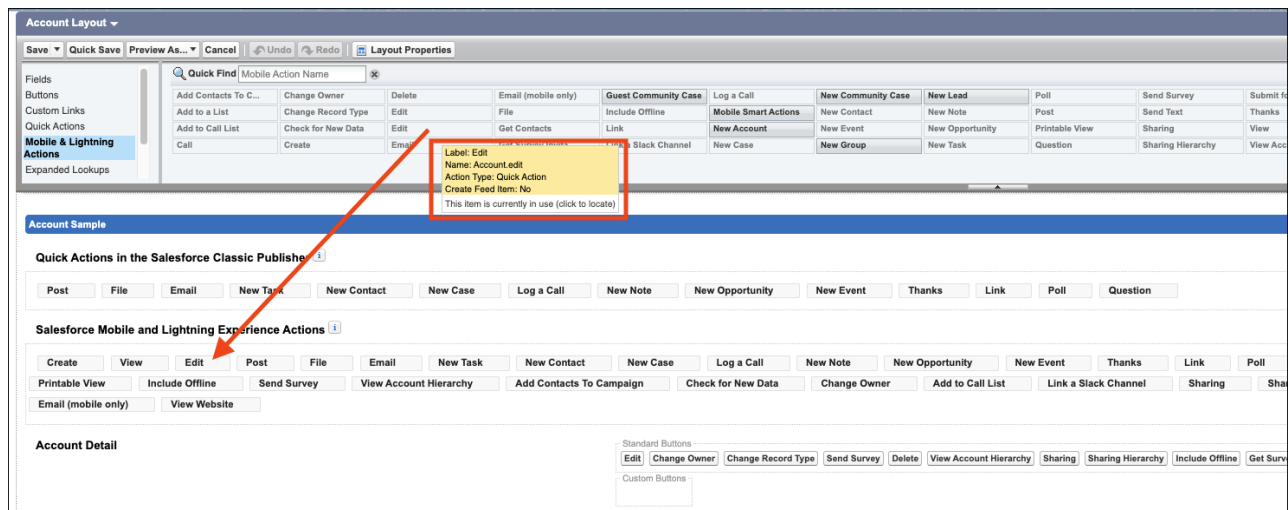 Account Layout
Save Quick Save Preview As... Cancel Undo Redo Layout Properties
Fields
Buttons
Custom Links
Quick Actions
Mobile & Lightning
Actions
Expanded Lookups
Quick Find Mobile Action Name
Add Contacts To C... Change Owner Delete Email (mobile only) Guest Community Case Log a Call New Community Case New Lead Poll Send Survey Submit fo
Add to a List Change Record Type Edit File Include Offline Mobile Smart Actions New Contact New Note Post Send Text Thanks
Add to Call List Check for New Data Edit Get Contacts Link New Account New Event New Opportunity Printable View Sharing View
Call Create Email Get Survey Invita Link a Slack Channel New Case New Group New Task Question Sharing Hierarchy View Acc
Label: Edit
Name: Account.edit
Action Type: Quick Action
Create Feed Item: No
This item is currently in use (click to locate)
Account Sample
Quick Actions in the Salesforce Classic Publisher
Post File Email New Task New Contact New Case Log a Call New Note New Opportunity New Event Thanks Link Poll Question
Salesforce Mobile and Lightning Experience Actions
Create View Edit Post File Email New Task New Contact New Case Log a Call New Note New Opportunity New Event Thanks Link Poll
Printable View Include Offline Send Survey View Account Hierarchy Add Contacts To Campaign Check for New Data Change Owner Add to Call List Link a Slack Channel Sharing Shar
Email (mobile only) View Website
Account Detail
Standard Buttons
Edit Change Owner Change Record Type Send Survey Delete View Account Hierarchy Sharing Sharing Hierarchy Include Offline Get Surve
Custom Buttons